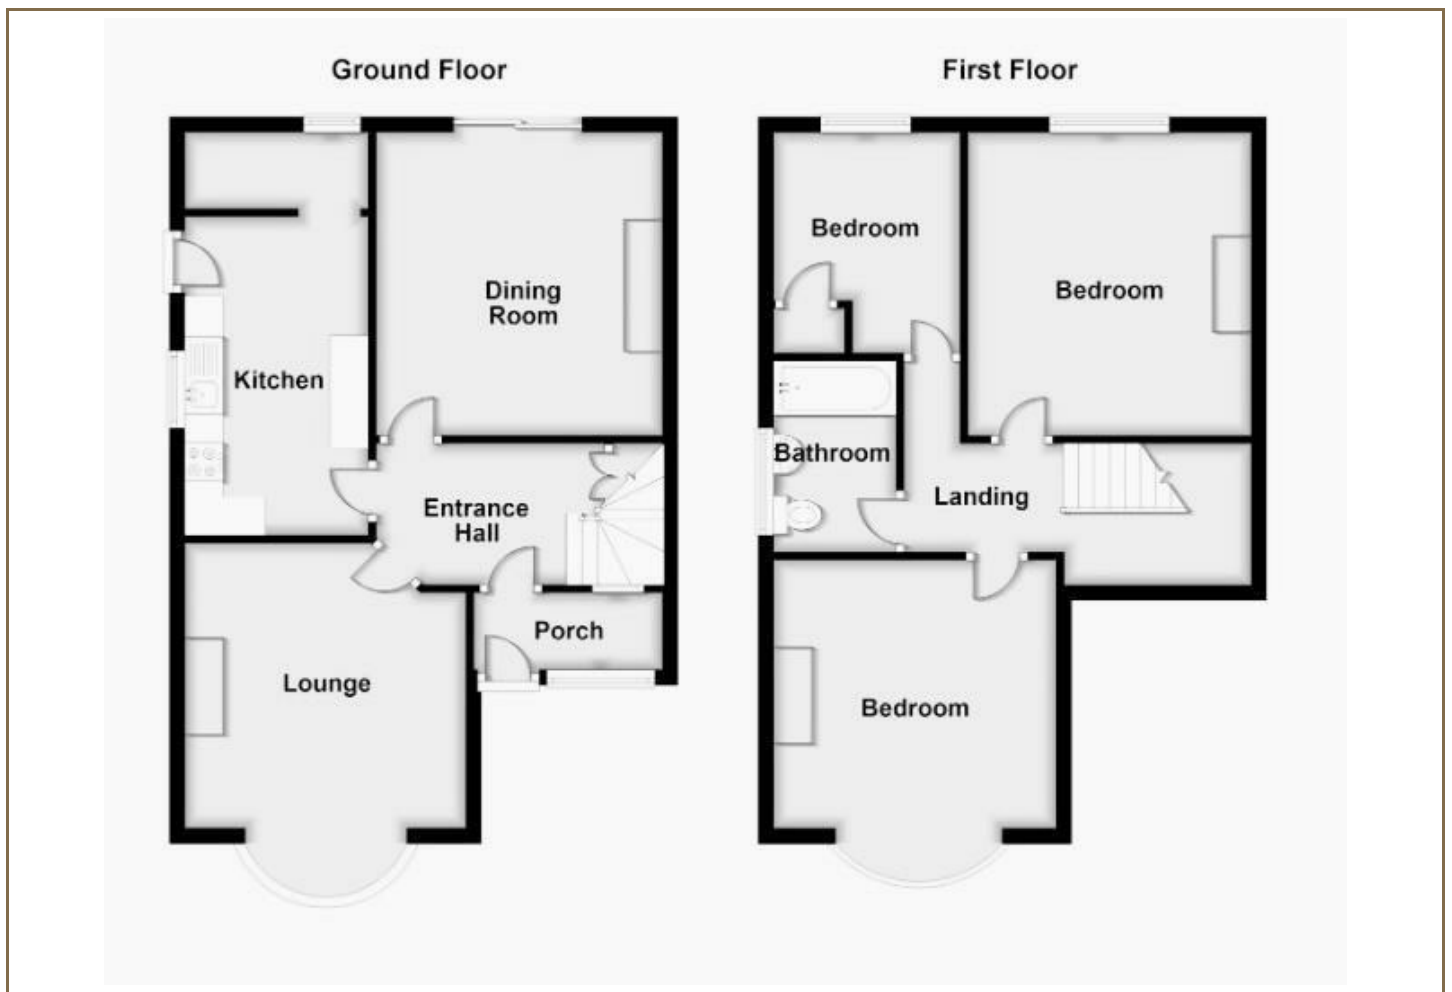 Ground Floor
First Floor
Dining
Room
Kitchen
Entrance
Hall
Porch
Lounge
Bedroom
Bedroom
Bathroom
Landing
Bedroom